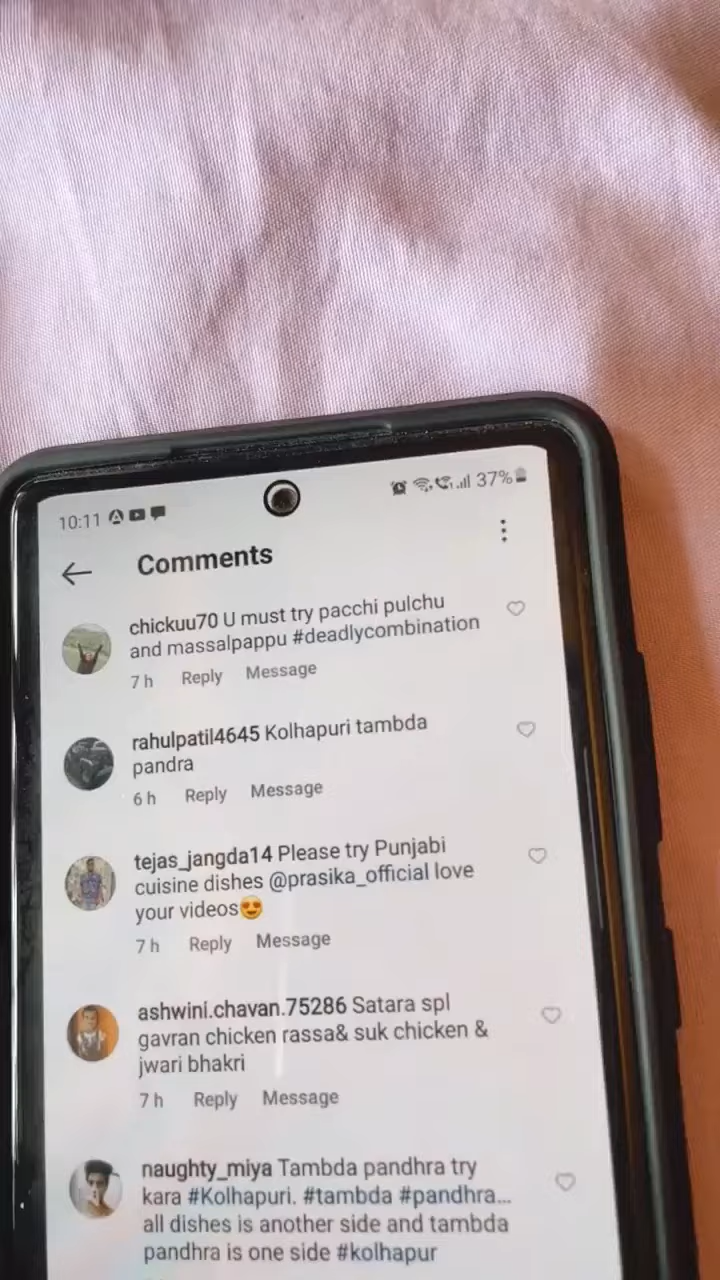 10:11 37%
Comments
chickuu70 U must try pacchi pulchu
and massalpappu #deadlycombination
7 h Reply Message
rahulpatil4645 Kolhapuri tambda
pandra
6 h Reply Message
tejas_jangda14 Please try Punjabi
cuisine dishes @prasika_official love
your videos😍
7 h Reply Message
ashwini.chavan.75286 Satara spl
gavran chicken rassa& suk chicken &
jwari bhakri
7 h Reply Message
naughty_miya Tambda pandhra try
kara #Kolhapuri. #tambda #pandhra...
all dishes is another side and tambda
pandhra is one side #kolhapur